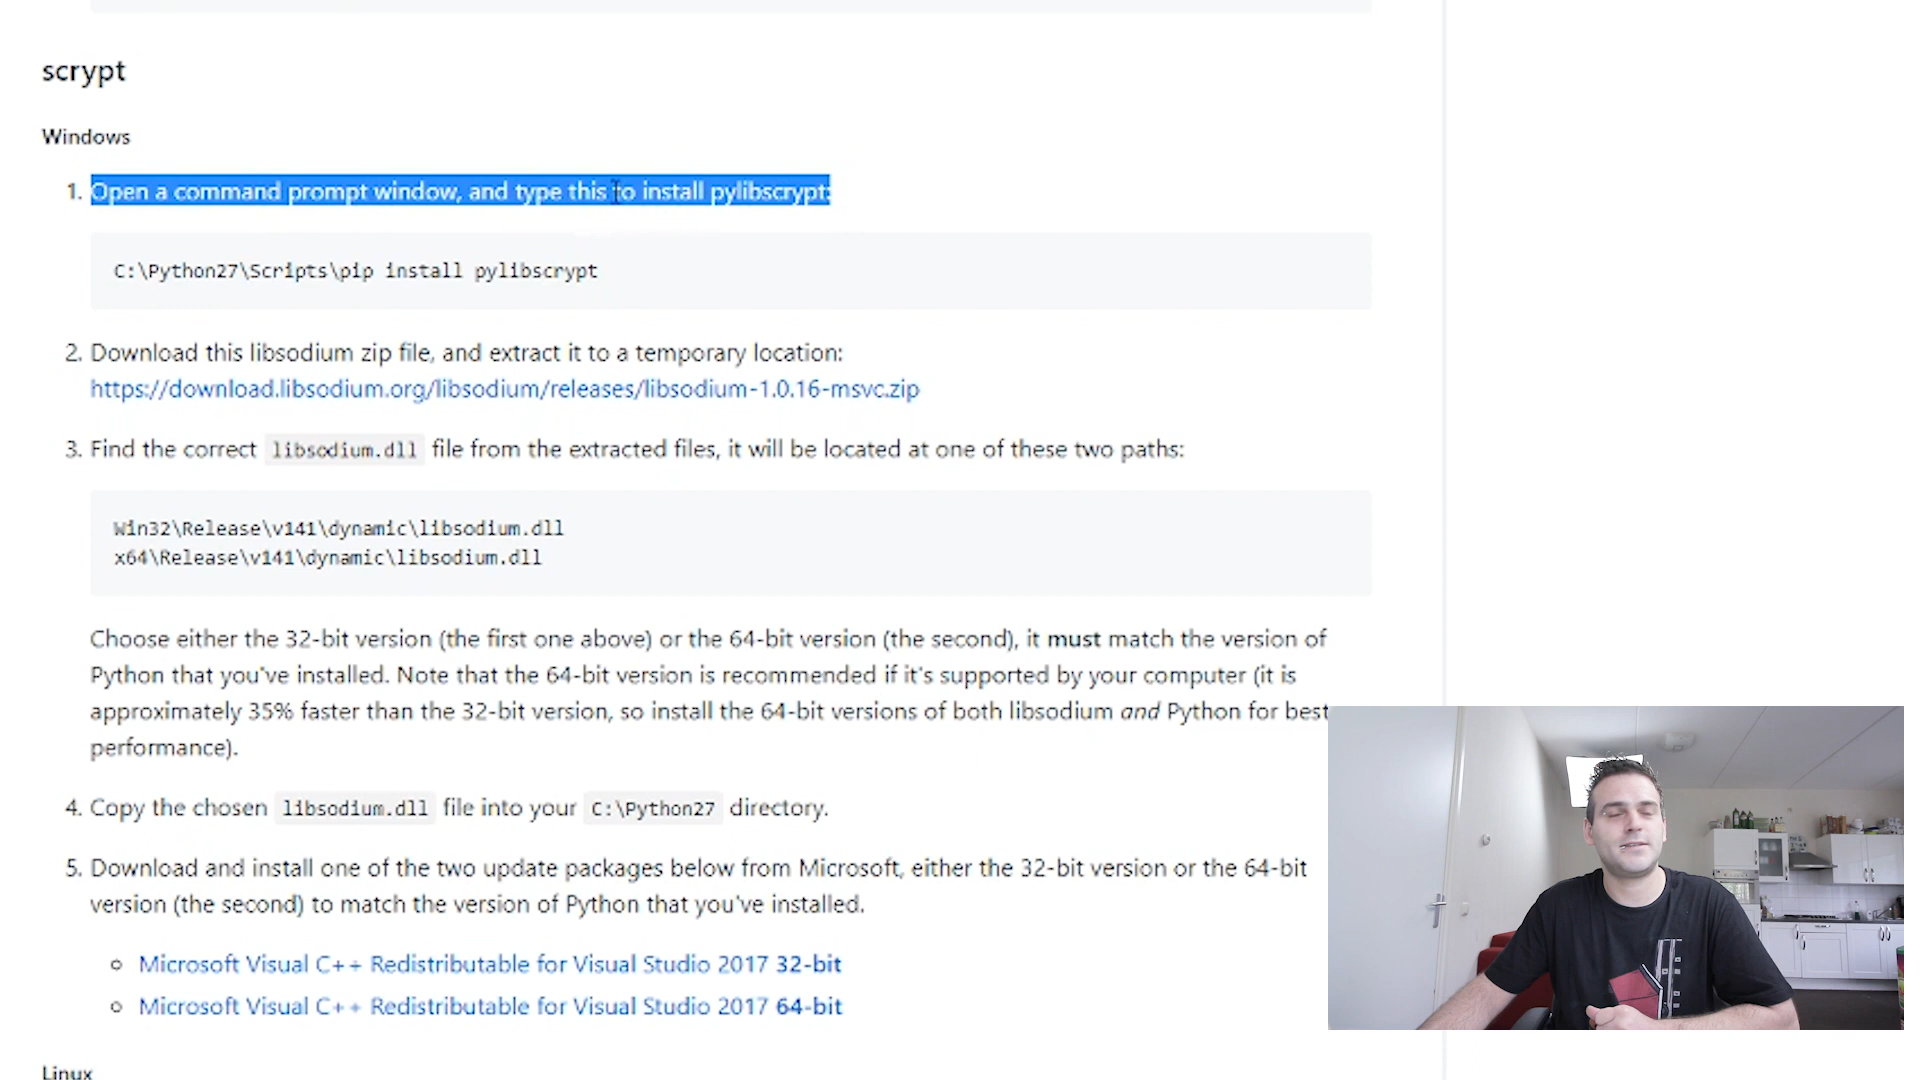 scrypt
Windows
1. Open a command prompt window, and type this to install pylibscrypt:
C:\Python27\Scripts\pip install pylibscrypt
2. Download this libsodium zip file, and extract it to a temporary location:
https://download.libsodium.org/libsodium/releases/libsodium-1.0.16-msvc.zip
3. Find the correct libsodium.dll file from the extracted files, it will be located at one of these two paths:
Win32\Release\v141\dynamic\libsodium.dll
x64\Release\v141\dynamic\libsodium.dll
Choose either the 32-bit version (the first one above) or the 64-bit version (the second), it must match the version of
Python that you've installed. Note that the 64-bit version is recommended if it's supported by your computer (it is
approximately 35% faster than the 32-bit version, so install the 64-bit versions of both libsodium and Python for best
performance).
4. Copy the chosen libsodium.dll file into your C:\Python27 directory.
5. Download and install one of the two update packages below from Microsoft, either the 32-bit version or the 64-bit
version (the second) to match the version of Python that you've installed.
Microsoft Visual C++ Redistributable for Visual Studio 2017 32-bit
Microsoft Visual C++ Redistributable for Visual Studio 2017 64-bit
Linux